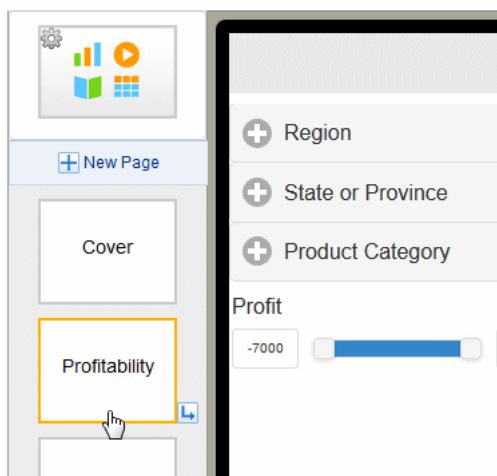 New Page
Cover
Profitability
Region
State or Province
Product Category
Profit
-7000